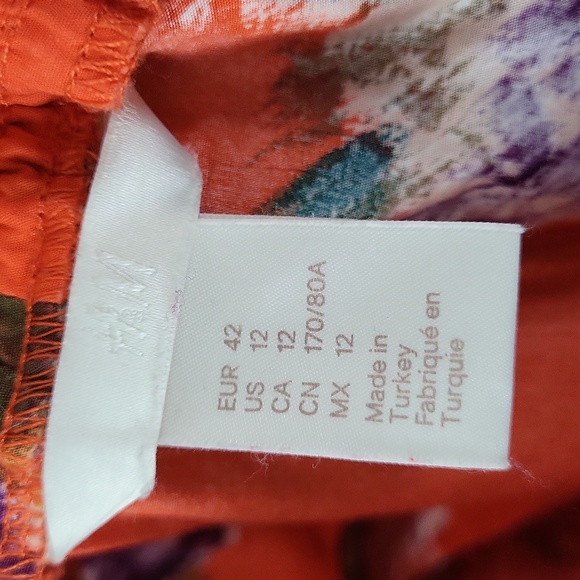 H&M
EUR 42
US 12
CA 12
CN 170/80A
MX 12
Made in
Turkey
Fabriqué en
Turquie